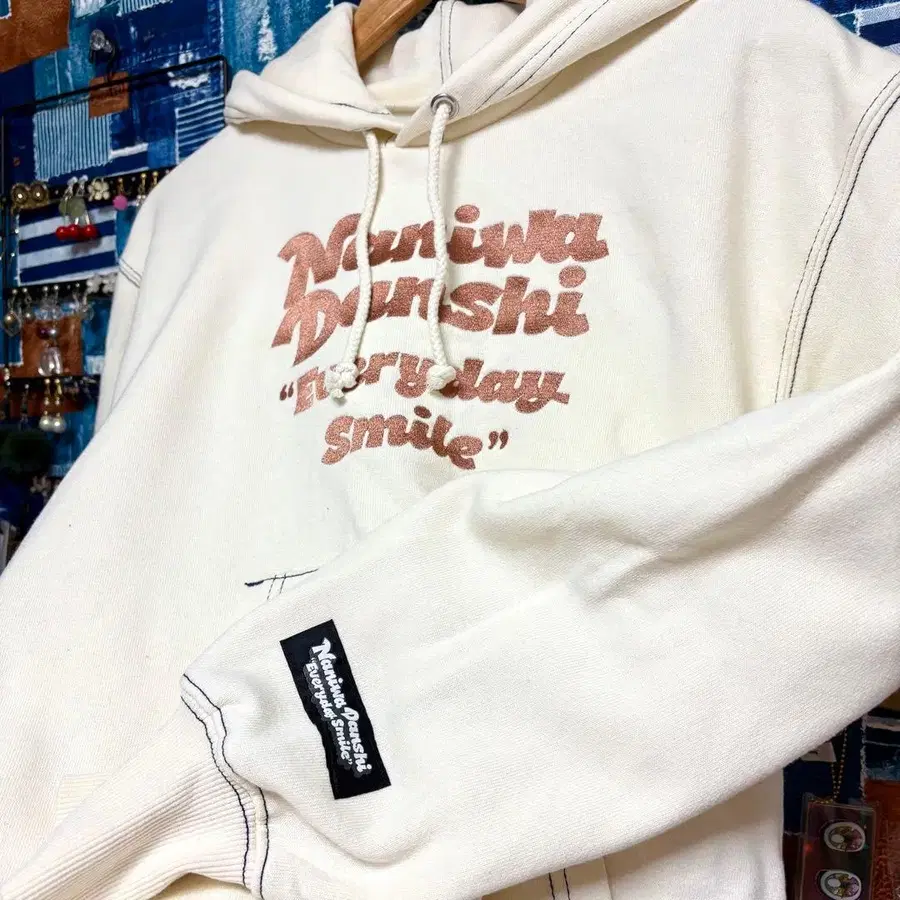 Naniwa
Danshi
“Everyday
smile”
Naniwa Danshi
“Everyday Smile”